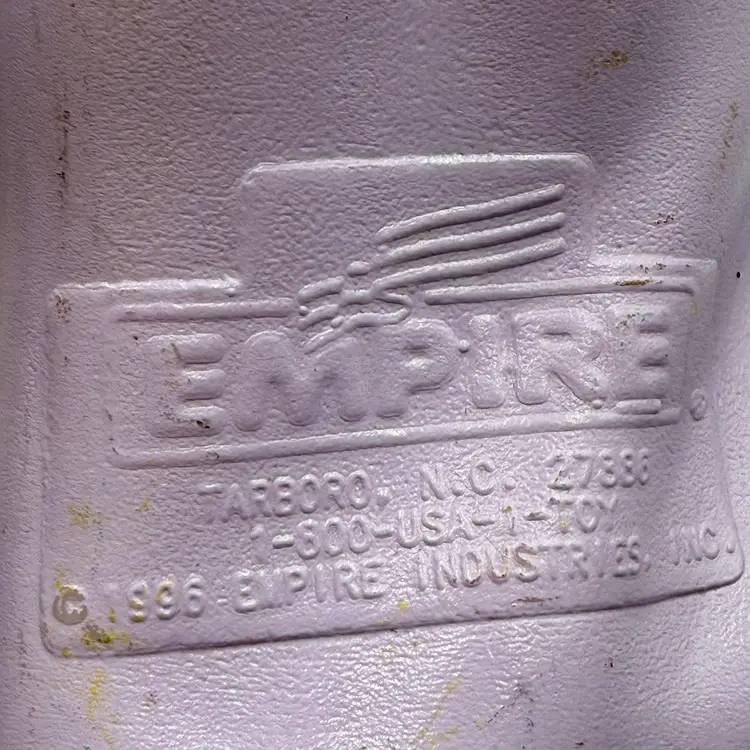 EMPIRE ®
TARBORO, N.C. 27886
1-800-USA-1-TOY
© 1996 EMPIRE INDUSTRIES, INC.